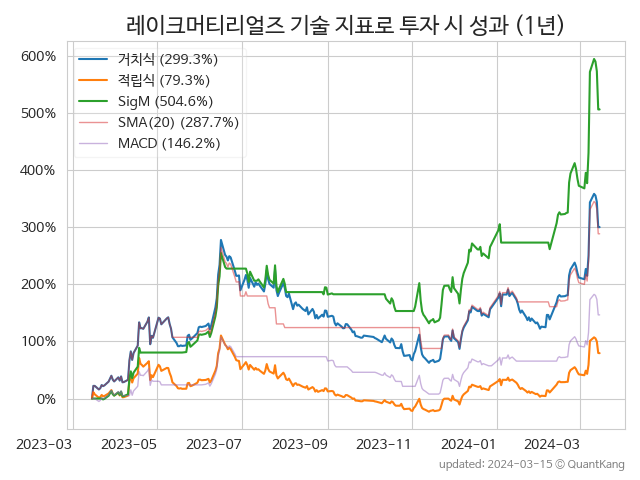 레이크머티리얼즈 기술 지표로 투자 시 성과 (1년)
거치식 (299.3%)
적립식 (79.3%)
SigM (504.6%)
SMA(20) (287.7%)
MACD (146.2%)
600%
500%
400%
300%
200%
100%
0%
2023-03 2023-05 2023-07 2023-09 2023-11 2024-01 2024-03
updated: 2024-03-15 ⓒ QuantKang